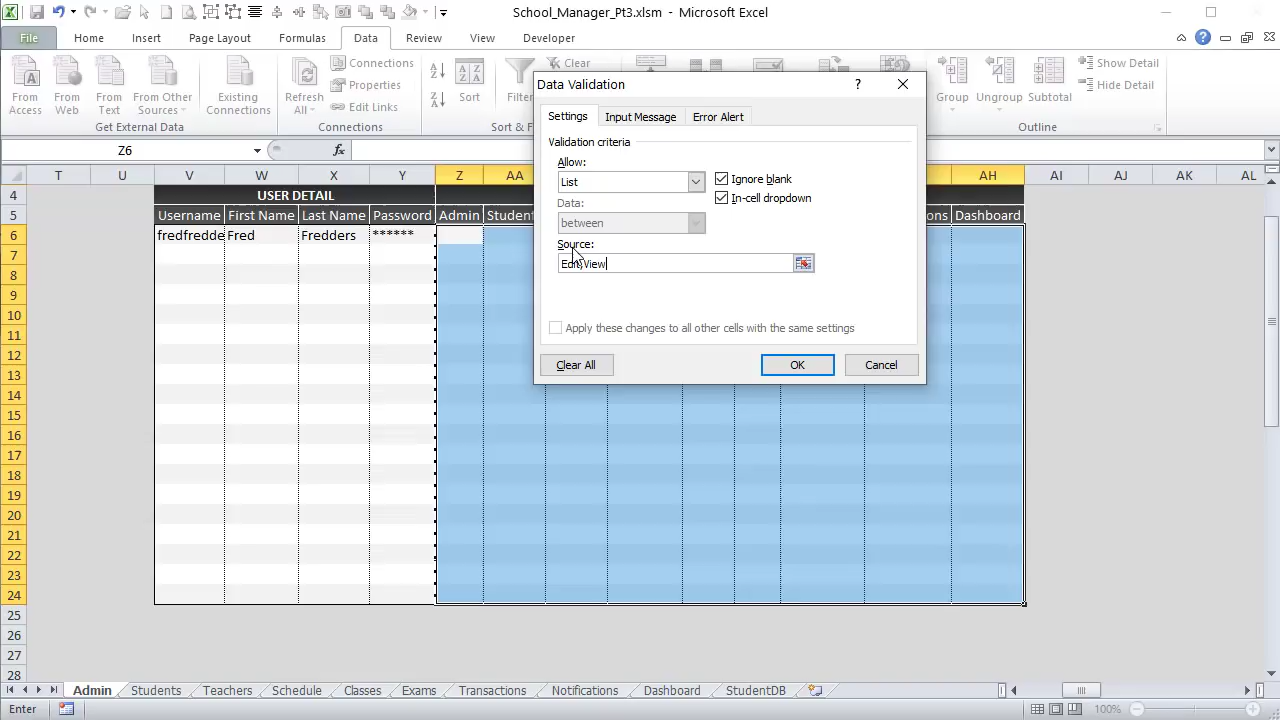 School_Manager_Pt3.xlsm - Microsoft Excel
File Home Insert Page Layout Formulas Data Review View Developer
From Access
From Web
From Text
From Other Sources
Existing Connections
Get External Data
Refresh All
Connections
Properties
Edit Links
Connections
Sort
Filter
Clear
Sort &
Group
Ungroup
Subtotal
Show Detail
Hide Detail
Outline
Z6
fx
T U V W X Y Z AA AH AI AJ AK AL
4 USER DETAIL
5 Username First Name Last Name Password Admin Student ons Dashboard
6 fredfredde Fred Fredders ******
7
8
9
10
11
12
13
14
15
16
17
18
19
20
21
22
23
24
25
26
27
28
Data Validation
Settings Input Message Error Alert
Validation criteria
Allow:
List
Ignore blank
In-cell dropdown
Data:
between
Source:
View
Apply these changes to all other cells with the same settings
Clear All OK Cancel
Admin Students Teachers Schedule Classes Exams Transactions Notifications Dashboard StudentDB
Enter
100%